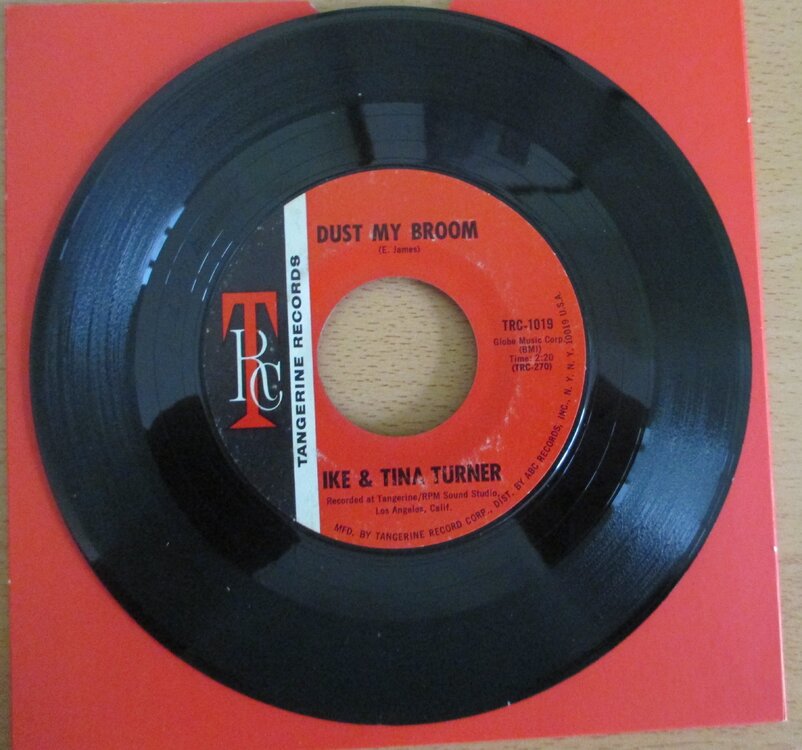 DUST MY BROOM
(E. James)
TRC
TANGERINE RECORDS
TRC-1019
Globe Music Corp.
(BMI)
Time: 2:20
(TRC-270)
IKE & TINA TURNER
Recorded at Tangerine/RPM Sound Studio,
Los Angeles, Calif.
MFD. BY TANGERINE RECORD CORP., DIST. BY ABC RECORDS, INC., N. Y., N. Y. 10019 U.S.A.